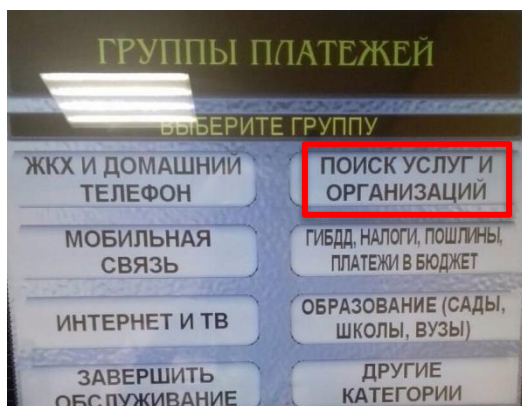 ГРУППЫ ПЛАТЕЖЕЙ
ВЫБЕРИТЕ ГРУППУ
ЖКХ И ДОМАШНИЙ
ТЕЛЕФОН
ПОИСК УСЛУГ И
ОРГАНИЗАЦИЙ
МОБИЛЬНАЯ
СВЯЗЬ
ГИБДД, НАЛОГИ, ПОШЛИНЫ,
ПЛАТЕЖИ В БЮДЖЕТ
ИНТЕРНЕТ И ТВ
ОБРАЗОВАНИЕ (САДЫ,
ШКОЛЫ, ВУЗЫ)
ЗАВЕРШИТЬ
ОБСЛУЖИВАНИЕ
ДРУГИЕ
КАТЕГОРИИ